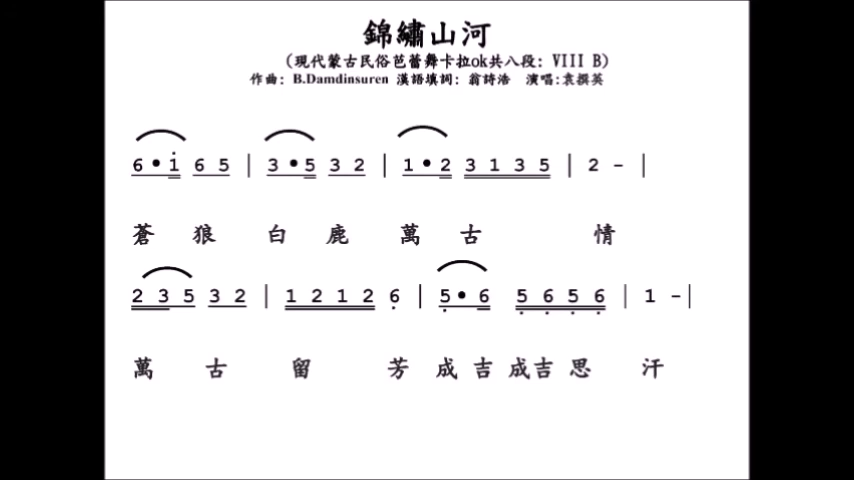 錦繡山河
(現代蒙古民俗芭蕾舞卡拉ok共八段: VIII B)
作曲: B.Damdinsuren 漢語填詞: 翁詩浩 演唱:袁撰英
6 • i 6 5 | 3 • 5 3 2 | 1 • 2 3 1 3 5 | 2 – |
蒼 狼 白 鹿 萬 古 情
2 3 5 3 2 | 1 2 1 2 6 | 5 • 6 5 6 5 6 | 1 – |
萬 古 留 芳 成 吉 成吉 思 汗